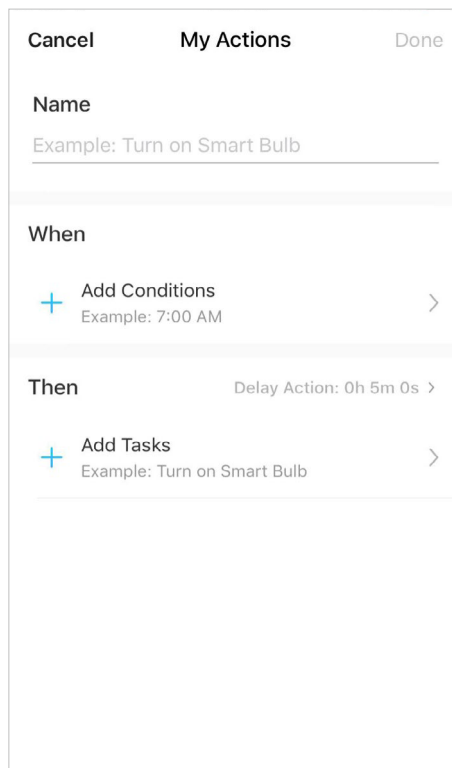 Cancel My Actions Done
Name
Example: Turn on Smart Bulb
When
Add Conditions
Example: 7:00 AM
Then Delay Action: 0h 5m 0s >
Add Tasks
Example: Turn on Smart Bulb